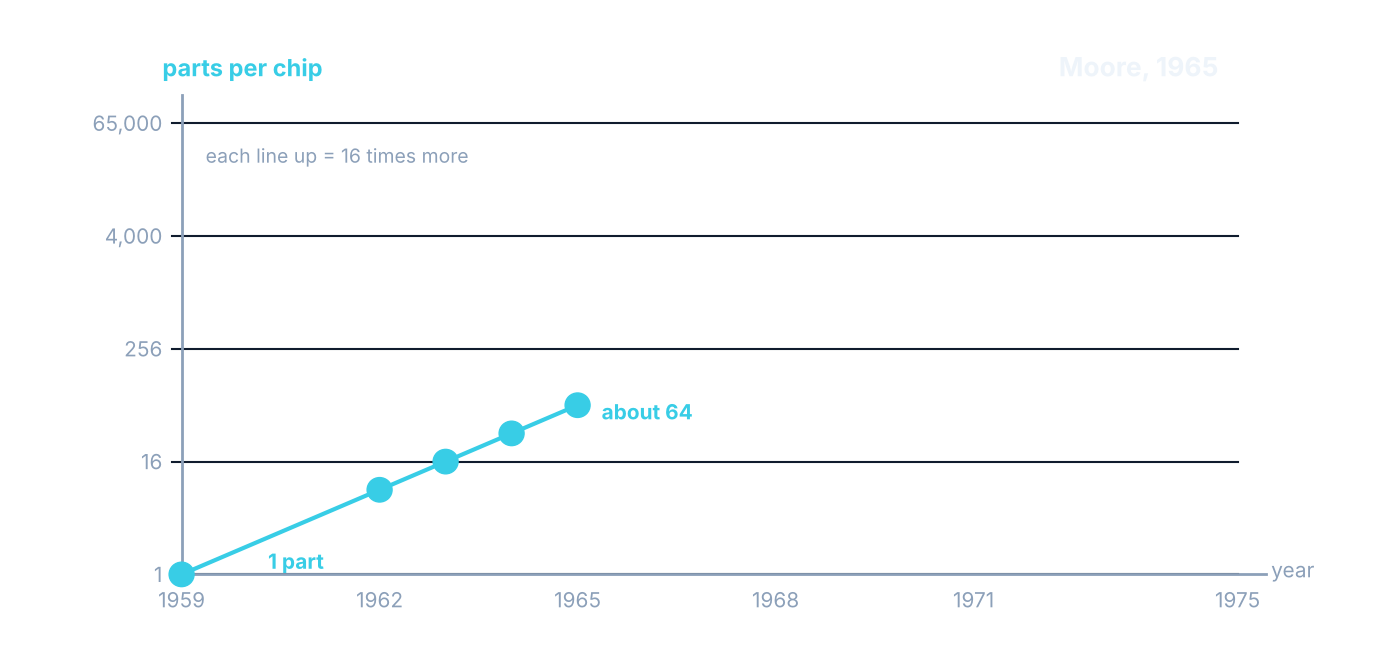 parts per chip
Moore, 1965
65,000
each line up = 16 times more
4,000
256
about 64
16
1 part
1
year
1959
1962
1965
1968
1971
1975